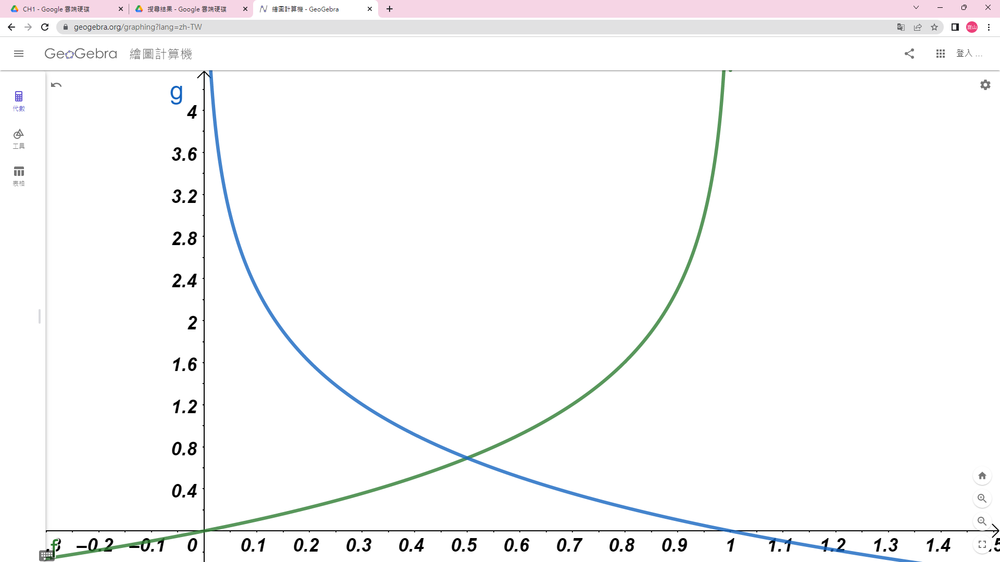 CH1 - Google 雲端硬碟
搜尋結果 - Google 雲端硬碟
繪圖計算機 - GeoGebra
geogebra.org/graphing?lang=zh-TW
崑山
GeoGebra 繪圖計算機
登入 ...
代數
工具
表格
g
4
3.6
3.2
2.8
2.4
2
1.6
1.2
0.8
0.4
f
.3 –0.2 –0.1 0 0.1 0.2 0.3 0.4 0.5 0.6 0.7 0.8 0.9 1 1.1 1.2 1.3 1.4 .5